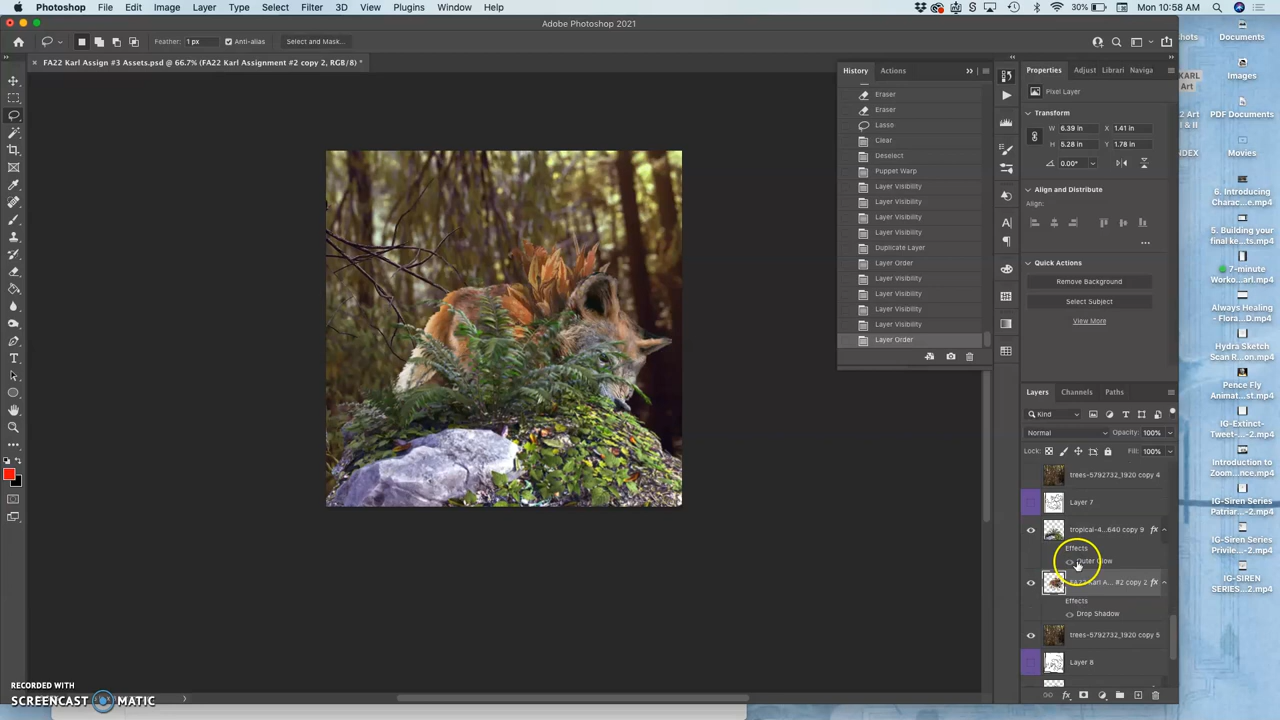 Photoshop File Edit Image Layer Type Select Filter 3D View Plugins Window Help 30% Mon 10:58 AM
Adobe Photoshop 2021
Feather: 1 px Anti-alias Select and Mask...
FA22 Karl Assign #3 Assets.psd @ 66.7% (FA22 Karl Assignment #2 copy 2, RGB/8) *
History Actions
Eraser
Eraser
Lasso
Clear
Deselect
Puppet Warp
Layer Visibility
Layer Visibility
Layer Visibility
Layer Visibility
Duplicate Layer
Layer Order
Layer Visibility
Layer Visibility
Layer Visibility
Layer Visibility
Layer Order
Properties Adjust Librari Naviga
Pixel Layer
Transform
W 6.39 in X 1.41 in
H 5.28 in Y 1.78 in
0.00°
Align and Distribute
Align:
Quick Actions
Remove Background
Select Subject
View More
Layers Channels Paths
Kind
Normal Opacity: 100%
Lock: Fill: 100%
trees-5792732_1920 copy 4
Layer 7
tropical-4...640 copy 9 fx
Effects
Outer Glow
FA22 Karl A... #2 copy 2 fx
Effects
Drop Shadow
trees-5792732_1920 copy 5
Layer 8
shots
KARL
Art
2 Art
I & II
NDEX
Documents
Images
PDF Documents
Movies
6. Introducing
Charac...e.mp4
5. Building your
final ke...ts.mp4
7-minute
Worko...arl.mp4
Always Healing
- Flora...D.mp4
Hydra Sketch
Scan R...on.mp4
Pence Fly
Animat...st.mp4
IG-Extinct-
Tweet-...-2.mp4
Introduction to
Zoom...nce.mp4
IG-Siren Series
Patriar...-2.mp4
IG-Siren Series
Privile...-2.mp4
IG-SIREN
SERIES...2.mp4
RECORDED WITH
SCREENCAST MATIC